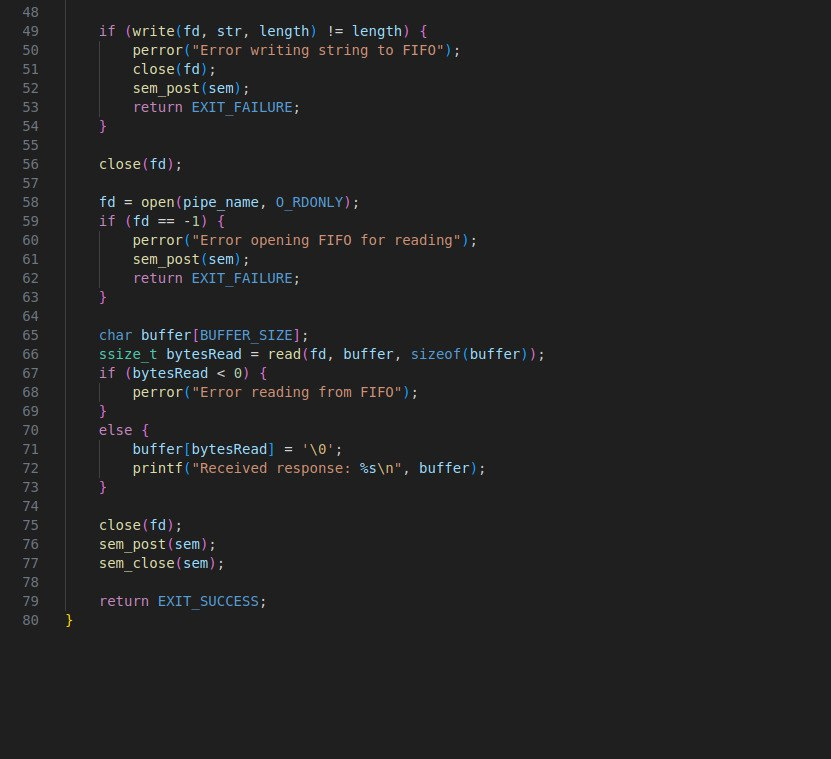 48
49 if (write(fd, str, length) != length) {
50 perror("Error writing string to FIFO");
51 close(fd);
52 sem_post(sem);
53 return EXIT_FAILURE;
54 }
55
56 close(fd);
57
58 fd = open(pipe_name, O_RDONLY);
59 if (fd == -1) {
60 perror("Error opening FIFO for reading");
61 sem_post(sem);
62 return EXIT_FAILURE;
63 }
64
65 char buffer[BUFFER_SIZE];
66 ssize_t bytesRead = read(fd, buffer, sizeof(buffer));
67 if (bytesRead < 0) {
68 perror("Error reading from FIFO");
69 }
70 else {
71 buffer[bytesRead] = '\0';
72 printf("Received response: %s\n", buffer);
73 }
74
75 close(fd);
76 sem_post(sem);
77 sem_close(sem);
78
79 return EXIT_SUCCESS;
80 }